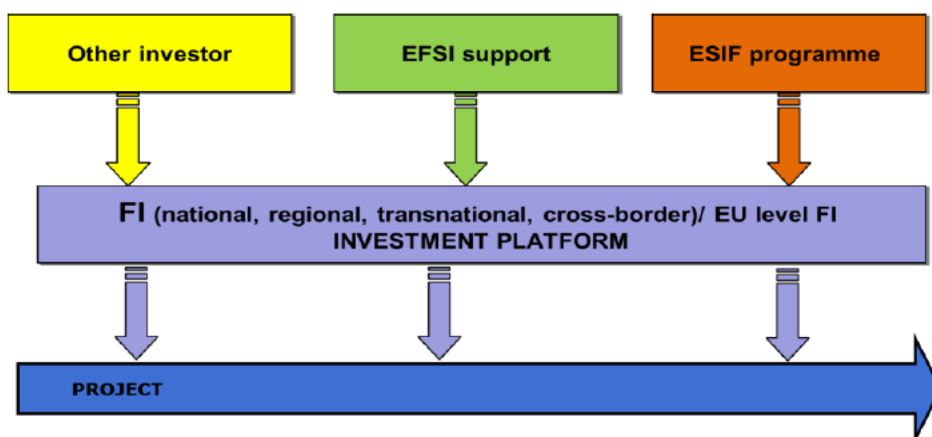 Other investor
EFSI support
ESIF programme
FI (national, regional, transnational, cross-border)/ EU level FI
INVESTMENT PLATFORM
PROJECT